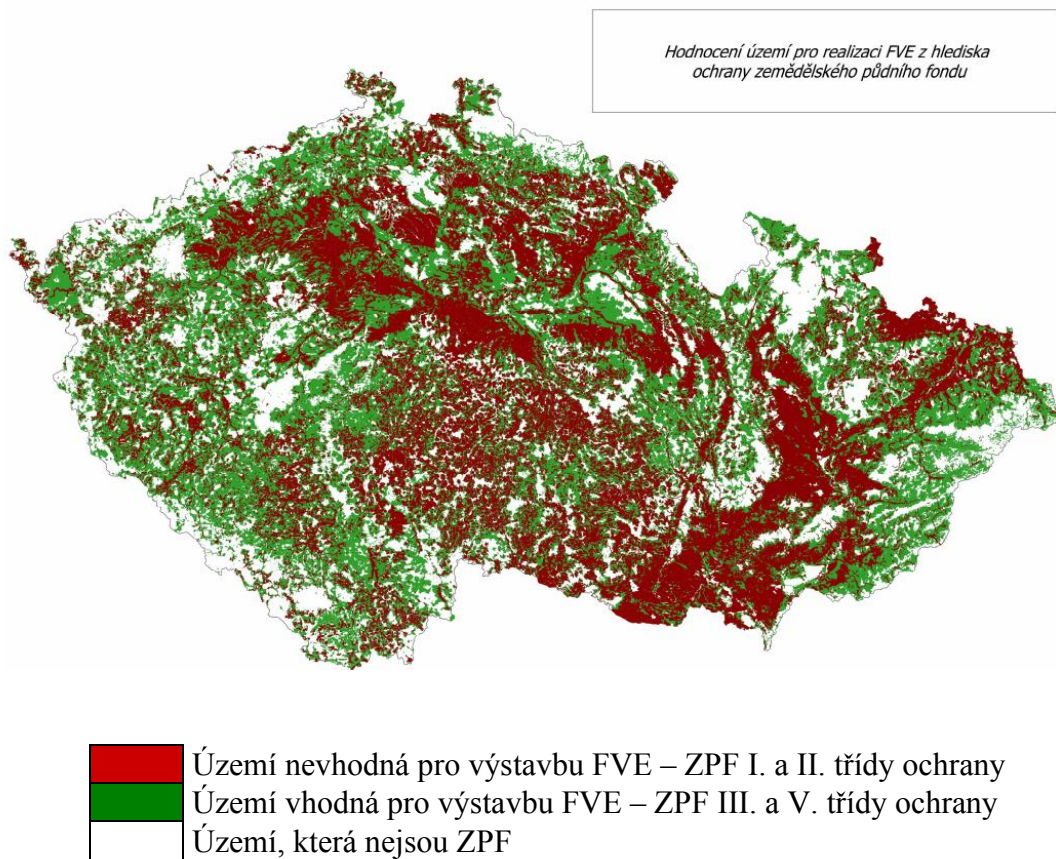 Hodnocení území pro realizaci FVE z hlediska
ochrany zemědělského půdního fondu
Území nevhodná pro výstavbu FVE – ZPF I. a II. třídy ochrany
Území vhodná pro výstavbu FVE – ZPF III. a V. třídy ochrany
Území, která nejsou ZPF